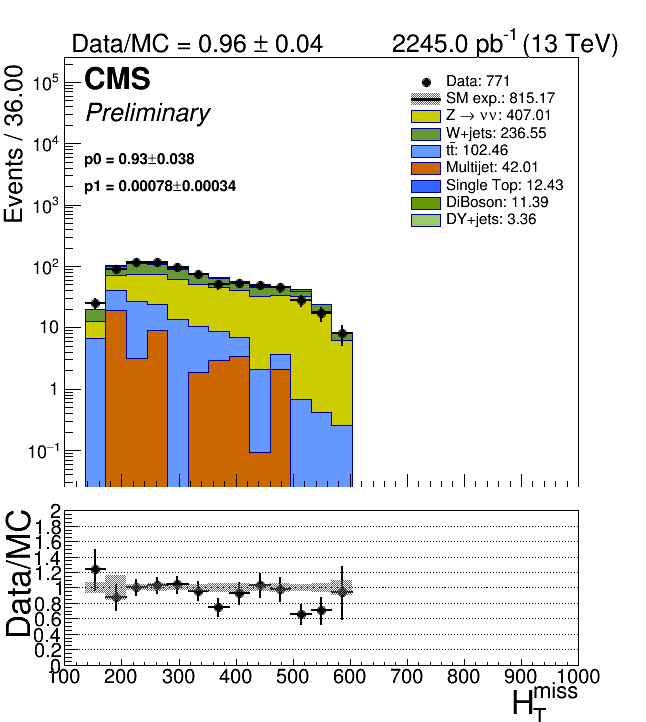 Data/MC = 0.96 ± 0.04
2245.0 pb⁻¹ (13 TeV)
Events / 36.00
10⁵
10⁴
10³
10²
10
1
10⁻¹
CMS
Preliminary
p0 = 0.93±0.038
p1 = 0.00078±0.00034
Data: 771
SM exp.: 815.17
Z → νν: 407.01
W+jets: 236.55
tt̄: 102.46
Multijet: 42.01
Single Top: 12.43
DiBoson: 11.39
DY+jets: 3.36
Data/MC
2
1.8
1.6
1.4
1.2
1
0.8
0.6
0.4
0.2
0
100 200 300 400 500 600 700 800 900 1000
H_T^miss